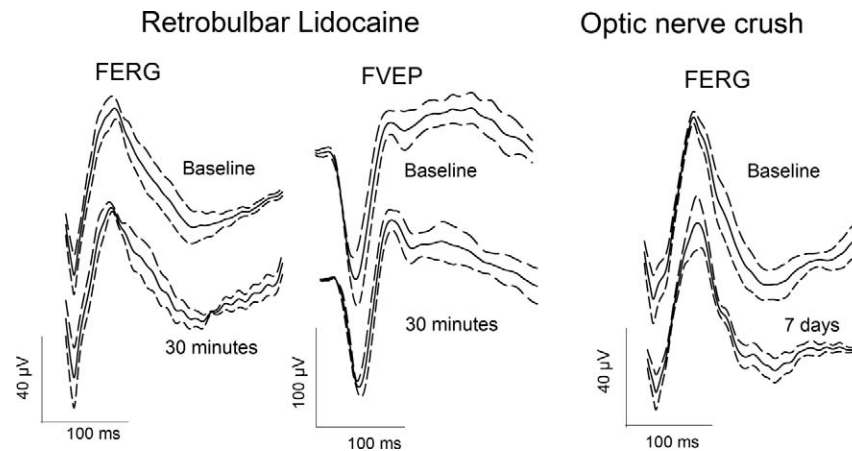 Retrobulbar Lidocaine
Optic nerve crush
FERG
FVEP
FERG
Baseline
Baseline
Baseline
30 minutes
30 minutes
7 days
40 µV
100 ms
100 µV
100 ms
40 µV
100 ms